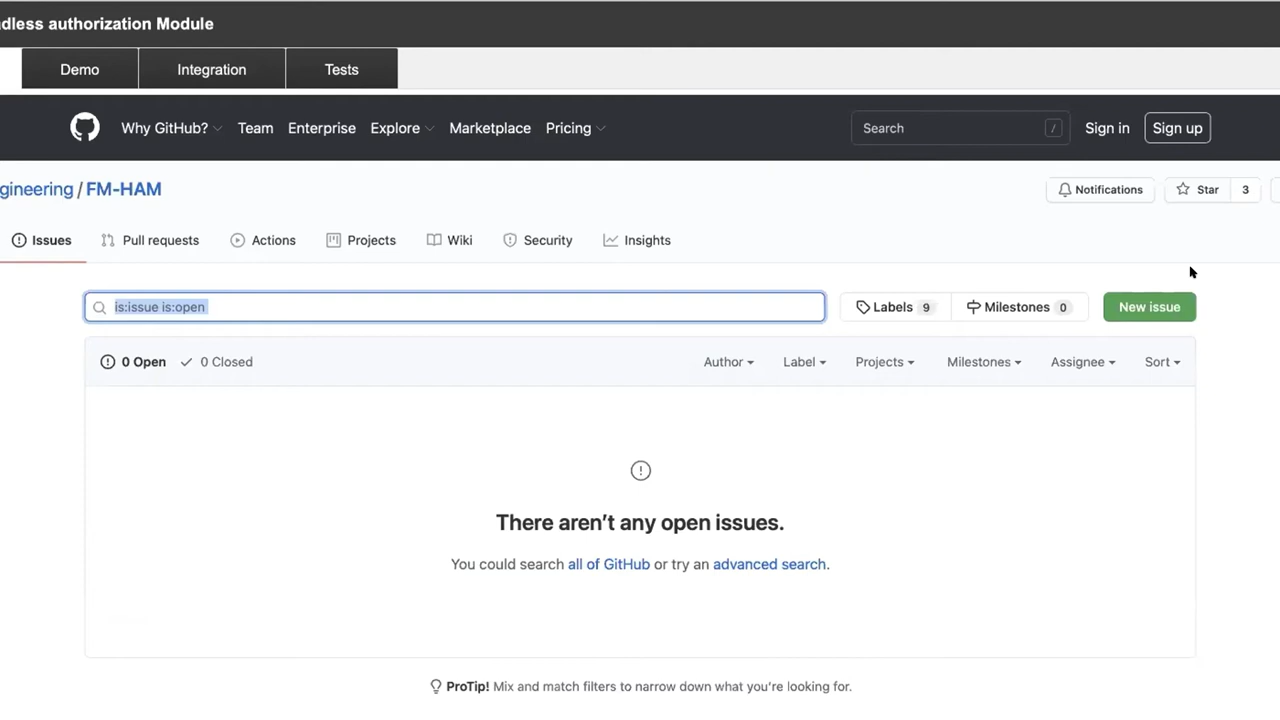 dless authorization Module
Demo Integration Tests
Why GitHub? Team Enterprise Explore Marketplace Pricing Search / Sign in Sign up
gineering / FM-HAM Notifications Star 3
Issues Pull requests Actions Projects Wiki Security Insights
is:issue is:open Labels 9 Milestones 0 New issue
0 Open 0 Closed Author Label Projects Milestones Assignee Sort
There aren’t any open issues.
You could search all of GitHub or try an advanced search.
ProTip! Mix and match filters to narrow down what you’re looking for.